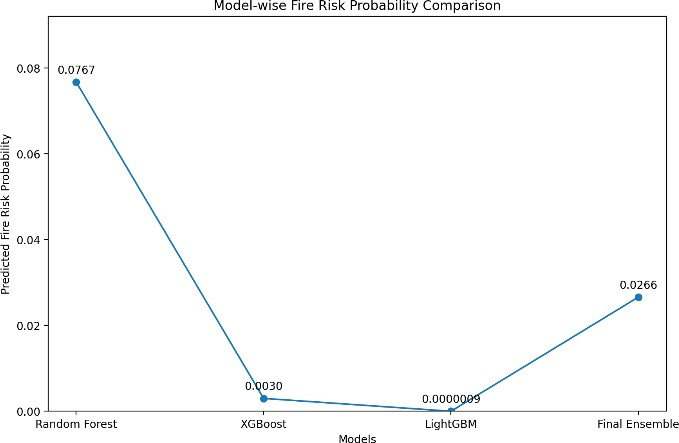 Model-wise Fire Risk Probability Comparison
Predicted Fire Risk Probability
0.08
0.06
0.04
0.02
0.00
0.0767
0.0030
0.0000009
0.0266
Random Forest
XGBoost
LightGBM
Final Ensemble
Models